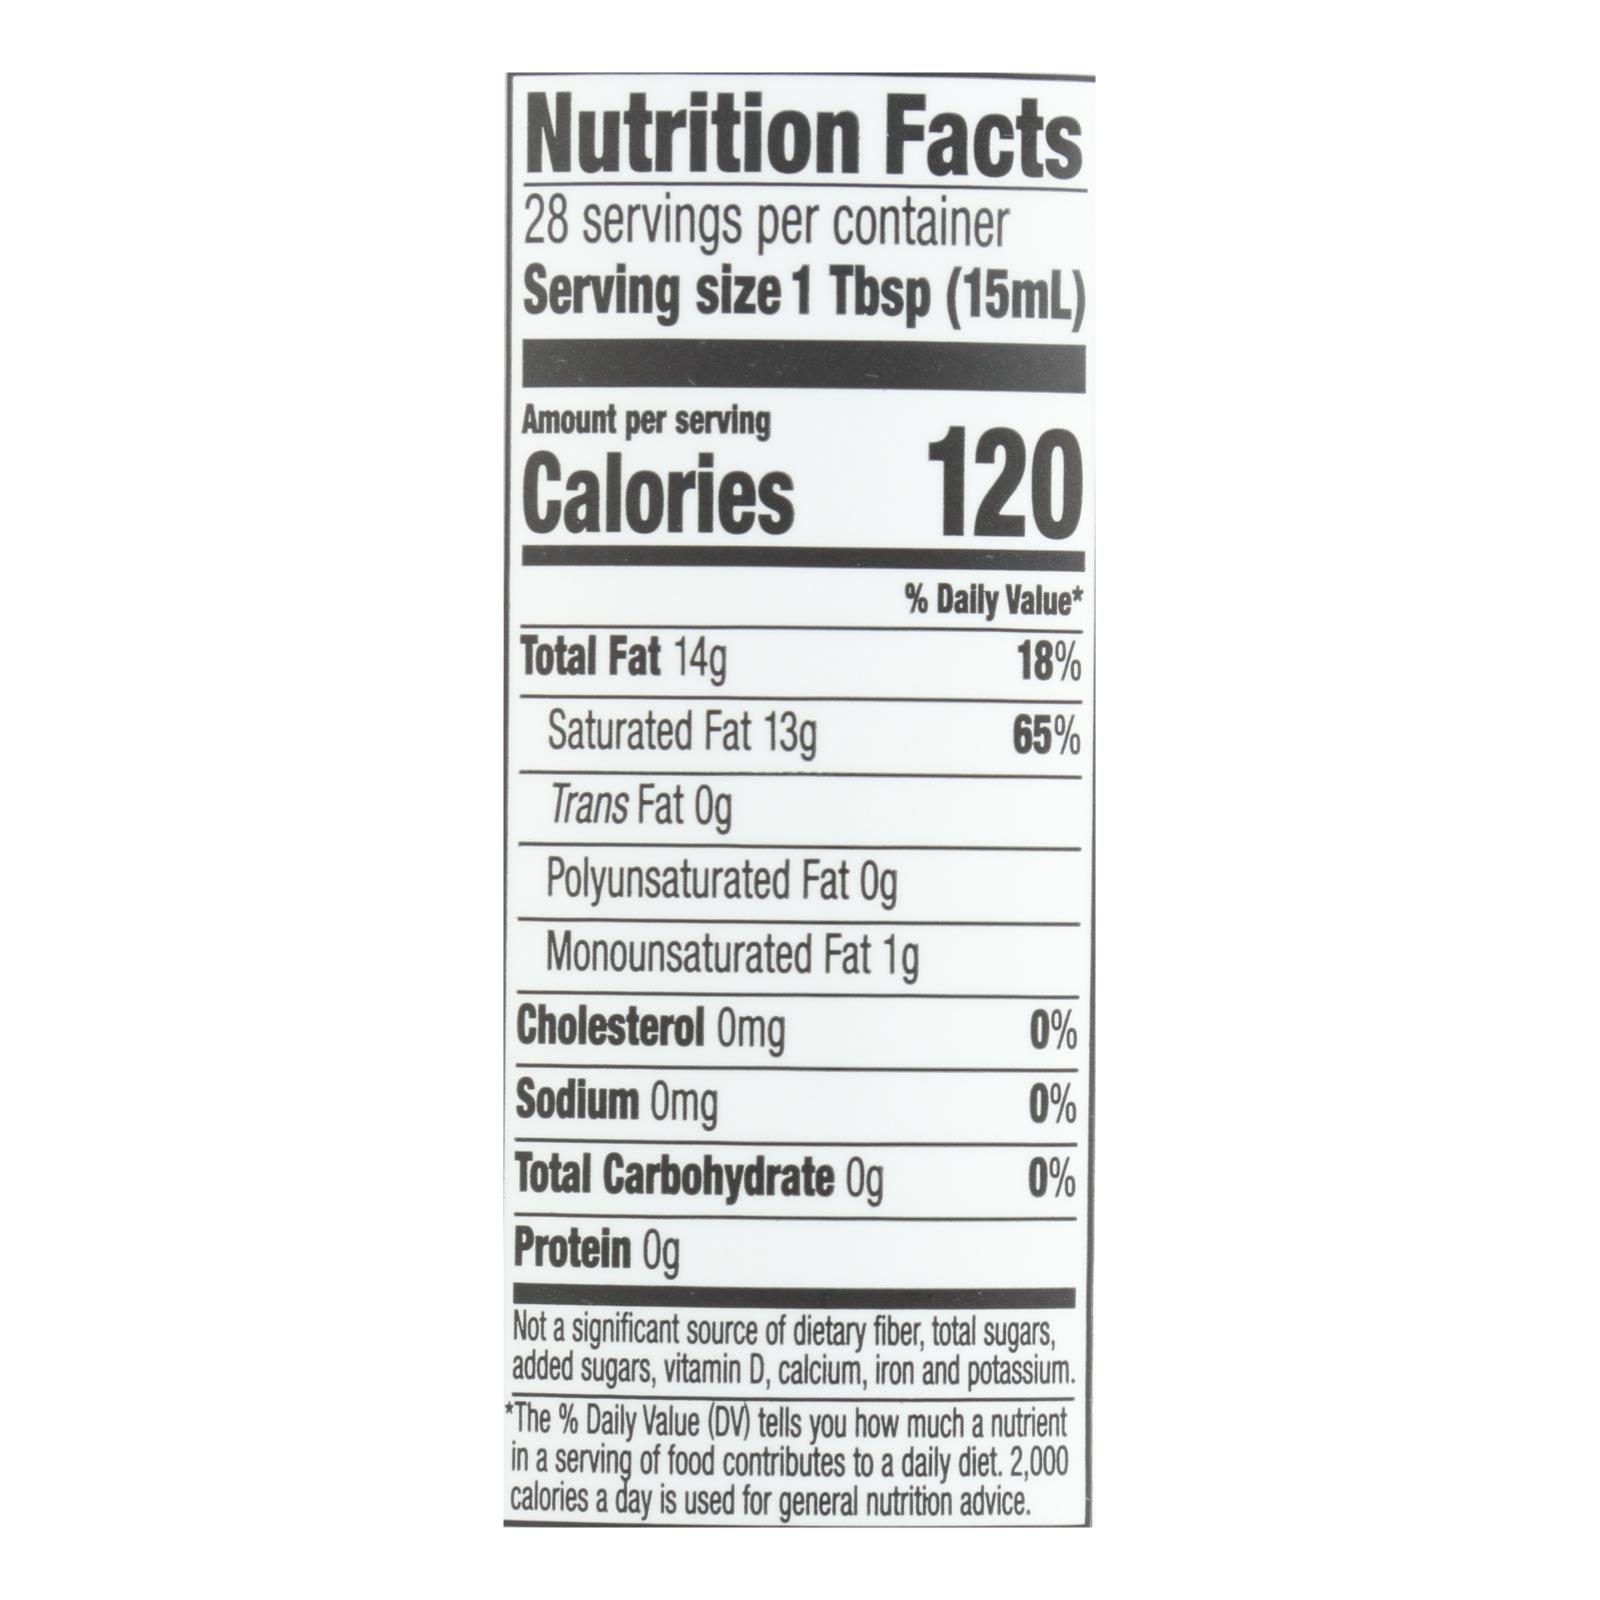 Nutrition Facts
28 servings per container
Serving size 1 Tbsp (15mL)
Amount per serving
Calories 120
% Daily Value*
Total Fat 14g 18%
Saturated Fat 13g 65%
Trans Fat 0g
Polyunsaturated Fat 0g
Monounsaturated Fat 1g
Cholesterol 0mg 0%
Sodium 0mg 0%
Total Carbohydrate 0g 0%
Protein 0g
Not a significant source of dietary fiber, total sugars,
added sugars, vitamin D, calcium, iron and potassium.
*The % Daily Value (DV) tells you how much a nutrient
in a serving of food contributes to a daily diet. 2,000
calories a day is used for general nutrition advice.